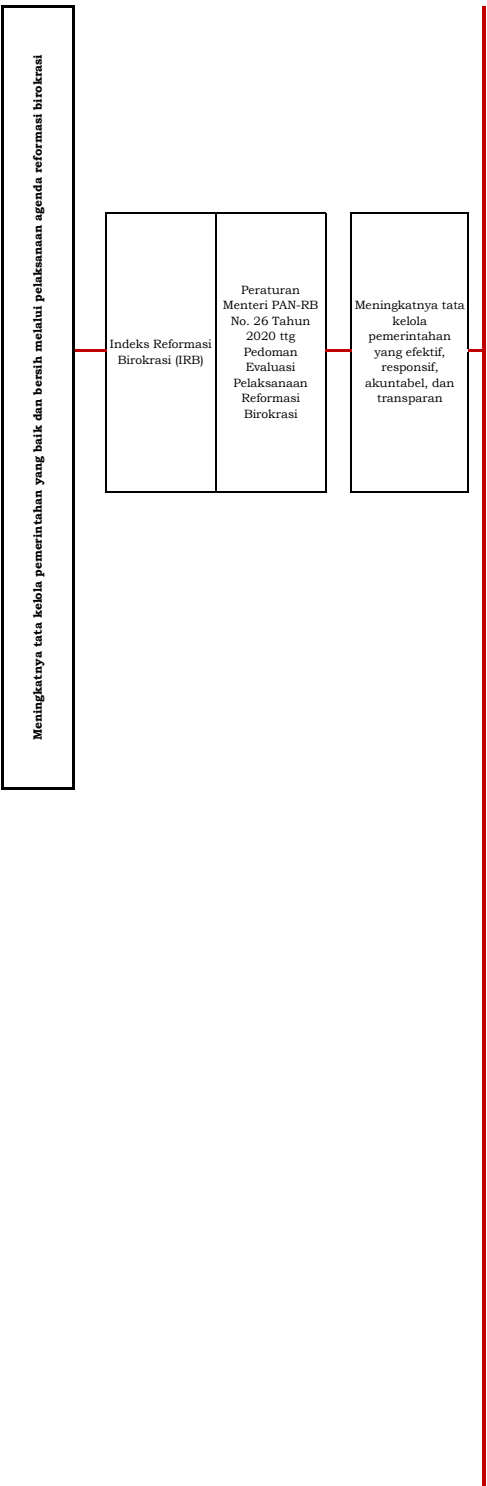 Meningkatnya tata kelola pemerintahan yang baik dan bersih melalui pelaksanaan agenda reformasi birokrasi
Indeks Reformasi
Birokrasi (IRB)
Peraturan
Menteri PAN-RB
No. 26 Tahun
2020 ttg
Pedoman
Evaluasi
Pelaksanaan
Reformasi
Birokrasi
Meningkatnya tata
kelola
pemerintahan
yang efektif,
responsif,
akuntabel, dan
transparan